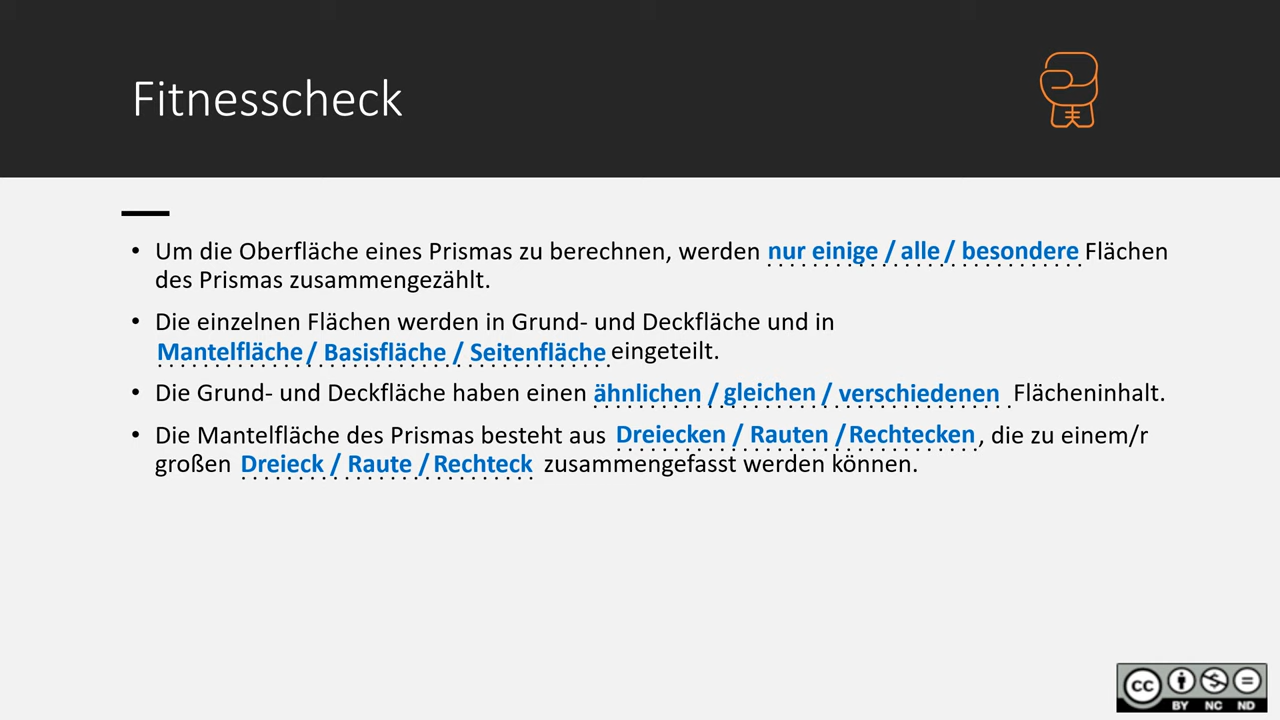 Fitnesscheck
• Um die Oberfläche eines Prismas zu berechnen, werden nur einige / alle / besondere Flächen
des Prismas zusammengezählt.
• Die einzelnen Flächen werden in Grund- und Deckfläche und in
Mantelfläche / Basisfläche / Seitenfläche eingeteilt.
• Die Grund- und Deckfläche haben einen ähnlichen / gleichen / verschiedenen Flächeninhalt.
• Die Mantelfläche des Prismas besteht aus Dreiecken / Rauten / Rechtecken, die zu einem/r
großen Dreieck / Raute / Rechteck zusammengefasst werden können.
CC BY NC ND